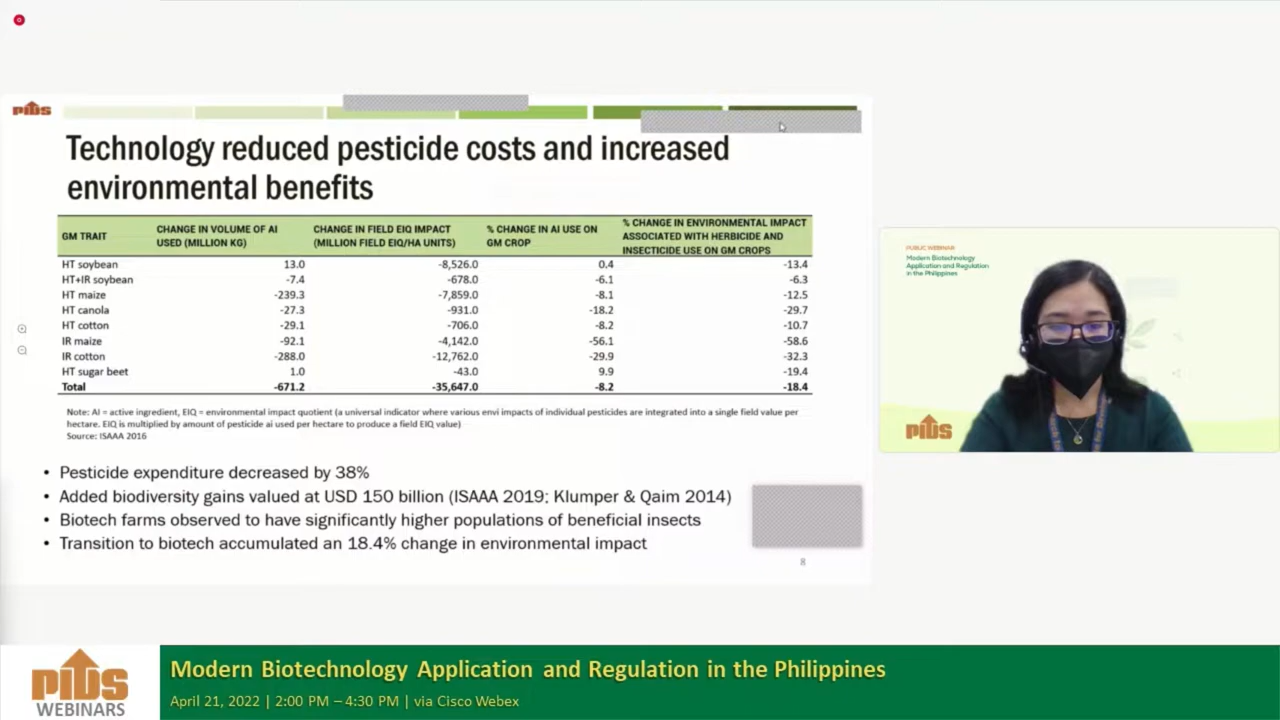 PIDS
Technology reduced pesticide costs and increased
environmental benefits
GM TRAIT
CHANGE IN VOLUME OF AI
USED (MILLION KG)
CHANGE IN FIELD EIQ IMPACT
(MILLION FIELD EIQ/HA UNITS)
% CHANGE IN AI USE ON
GM CROP
% CHANGE IN ENVIRONMENTAL IMPACT
ASSOCIATED WITH HERBICIDE AND
INSECTICIDE USE ON GM CROPS
HT soybean 13.0 -8,526.0 0.4 -13.4
HT+IR soybean -7.4 -678.0 -6.1 -6.3
HT maize -239.3 -7,859.0 -8.1 -12.5
HT canola -27.3 -931.0 -18.2 -29.7
HT cotton -29.1 -706.0 -8.2 -10.7
IR maize -92.1 -4,142.0 -56.1 -58.6
IR cotton -288.0 -12,762.0 -29.9 -32.3
HT sugar beet 1.0 -43.0 9.9 -19.4
Total -671.2 -35,647.0 -8.2 -18.4
Note: AI = active ingredient, EIQ = environmental impact quotient (a universal indicator where various envi impacts of individual pesticides are integrated into a single field value per
hectare. EIQ is multiplied by amount of pesticide ai used per hectare to produce a field EIQ value)
Source: ISAAA 2016
• Pesticide expenditure decreased by 38%
• Added biodiversity gains valued at USD 150 billion (ISAAA 2019; Klumper & Qaim 2014)
• Biotech farms observed to have significantly higher populations of beneficial insects
• Transition to biotech accumulated an 18.4% change in environmental impact
8
PUBLIC WEBINAR
Modern Biotechnology
Application and Regulation
in the Philippines
PIDS
PIDS
WEBINARS
Modern Biotechnology Application and Regulation in the Philippines
April 21, 2022 | 2:00 PM – 4:30 PM | via Cisco Webex